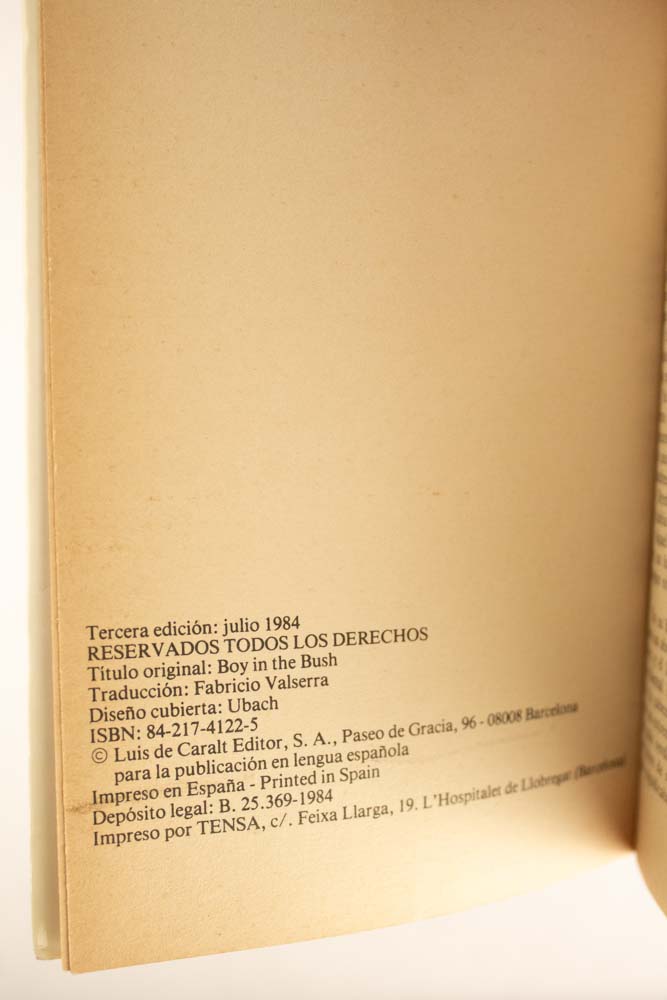 Tercera edición: julio 1984
RESERVADOS TODOS LOS DERECHOS
Título original: Boy in the Bush
Traducción: Fabricio Valserra
Diseño cubierta: Ubach
ISBN: 84-217-4122-5
© Luis de Caralt Editor, S. A., Paseo de Gracia, 96 - 08008 Barcelona
para la publicación en lengua española
Impreso en España - Printed in Spain
Depósito legal: B. 25.369-1984
Impreso por TENSA, c/. Feixa Llarga, 19. L'Hospitalet de Llobregat (Barcelona)